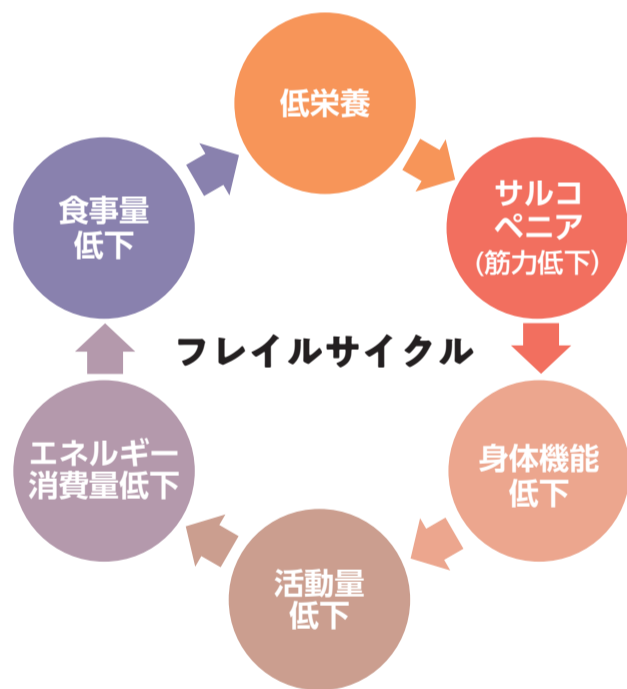 低栄養
サルコ
ペニア
(筋力低下)
身体機能
低下
活動量
低下
エネルギー
消費量低下
食事量
低下
フレイルサイクル